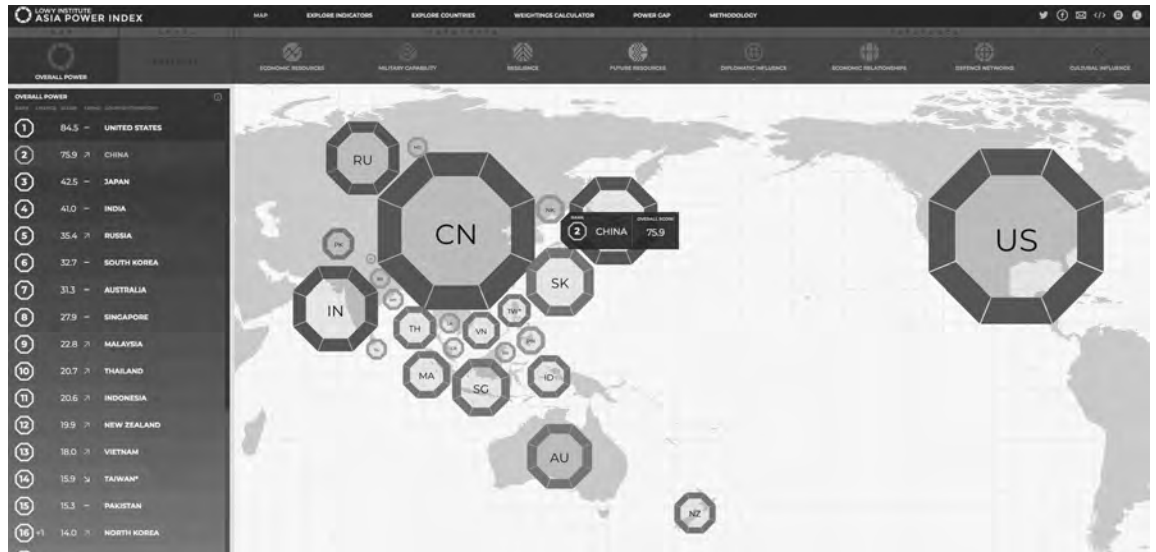 LOWY INSTITUTE
ASIA POWER INDEX
MAP
EXPLORE INDICATORS
EXPLORE COUNTRIES
WEIGHTINGS CALCULATOR
POWER GAP
METHODOLOGY
OVERALL POWER
ECONOMIC RESOURCES
MILITARY CAPABILITY
RESILIENCE
FUTURE RESOURCES
DIPLOMATIC INFLUENCE
ECONOMIC RELATIONSHIPS
DEFENCE NETWORKS
CULTURAL INFLUENCE
OVERALL POWER
1 84.5 – UNITED STATES
2 75.9 ↗ CHINA
3 42.5 – JAPAN
4 41.0 – INDIA
5 35.4 ↗ RUSSIA
6 32.7 – SOUTH KOREA
7 31.3 – AUSTRALIA
8 27.9 – SINGAPORE
9 22.8 ↗ MALAYSIA
10 20.7 ↗ THAILAND
11 20.6 ↗ INDONESIA
12 19.9 ↗ NEW ZEALAND
13 18.0 ↗ VIETNAM
14 15.9 ↘ TAIWAN*
15 15.3 – PAKISTAN
16 +1 14.0 ↗ NORTH KOREA
RU
CN
NK
RANK
OVERALL SCORE
2 CHINA 75.9
US
PK
SK
IN
TW*
TH
VN
MA
SG
ID
AU
NZ